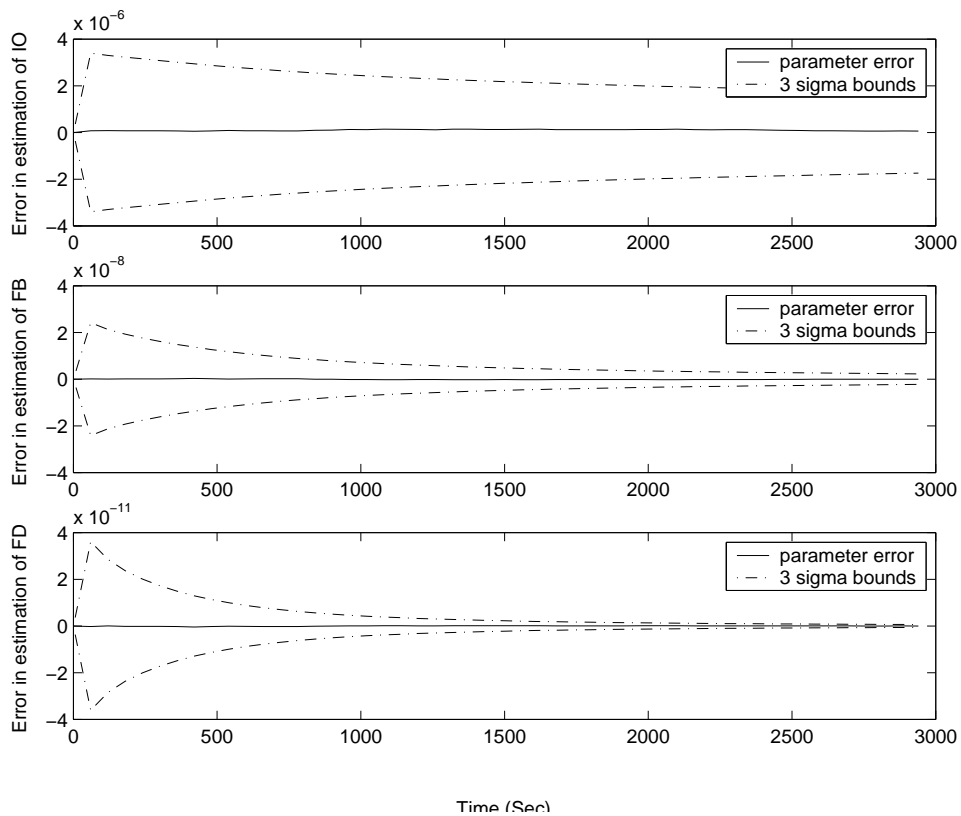 x 10−6
Error in estimation of IO
4
2
0
−2
−4
parameter error
3 sigma bounds
0 500 1000 1500 2000 2500 3000
x 10−8
Error in estimation of FB
4
2
0
−2
−4
parameter error
3 sigma bounds
0 500 1000 1500 2000 2500 3000
x 10−11
Error in estimation of FD
4
2
0
−2
−4
parameter error
3 sigma bounds
0 500 1000 1500 2000 2500 3000
Time (Sec)